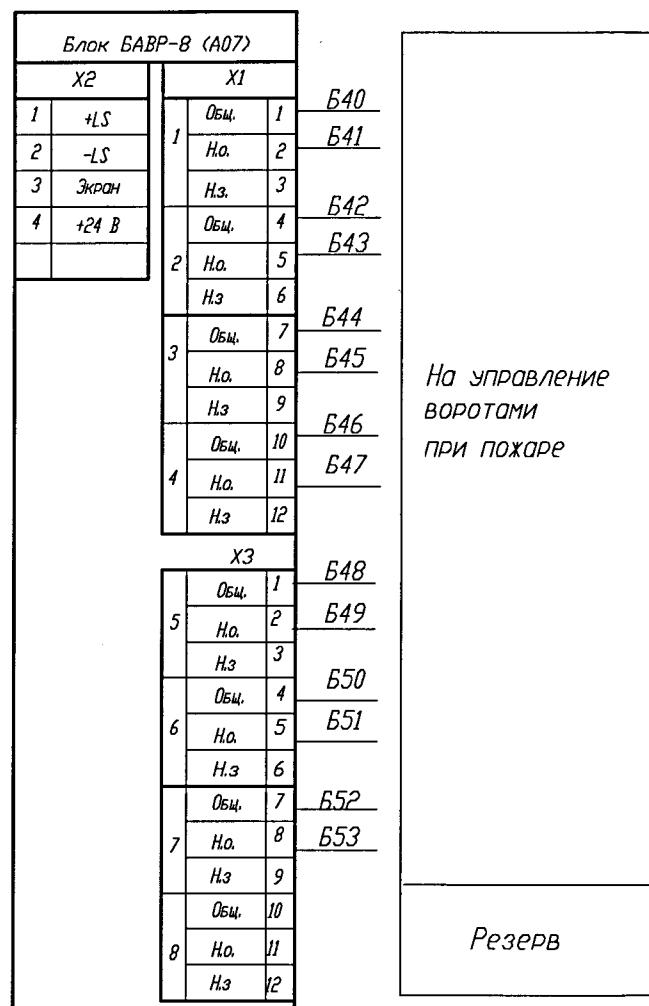 Блок БАВР-8 (А07)
X2
1 +LS
2 -LS
3 Экран
4 +24 В
X1
1
Общ. 1 Б40
Н.о. 2 Б41
Н.з. 3
2
Общ. 4 Б42
Н.о. 5 Б43
Н.з 6
3
Общ. 7 Б44
Н.о. 8 Б45
Н.з 9
4
Общ. 10 Б46
Н.о. 11 Б47
Н.з 12
X3
5
Общ. 1 Б48
Н.о. 2 Б49
Н.з 3
6
Общ. 4 Б50
Н.о. 5 Б51
Н.з 6
7
Общ. 7 Б52
Н.о. 8 Б53
Н.з 9
8
Общ. 10
Н.о. 11
Н.з 12
На управление
воротами
при пожаре
Резерв